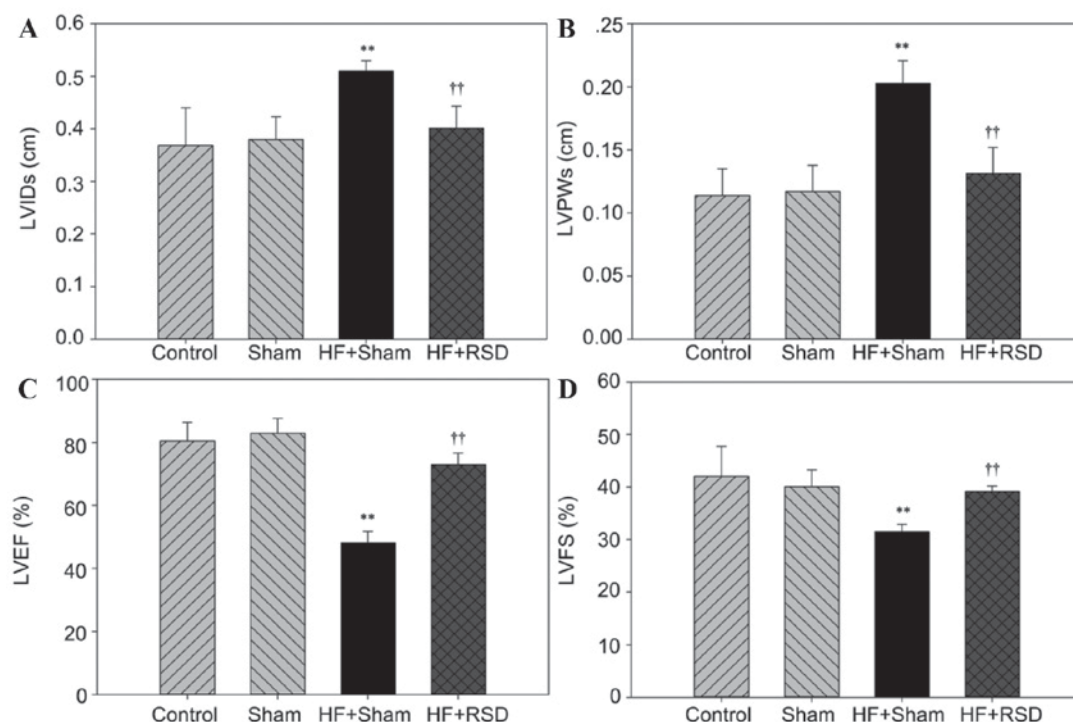 A
LVIDs (cm)
0.6
0.5
0.4
0.3
0.2
0.1
0.0
**
††
Control Sham HF+Sham HF+RSD
B
LVPWs (cm)
.25
0.20
0.15
0.10
0.05
0.00
**
††
Control Sham HF+Sham HF+RSD
C
LVEF (%)
100
80
60
40
20
0
**
††
Control Sham HF+Sham HF+RSD
D
LVFS (%)
60
50
40
30
20
10
0
**
††
Control Sham HF+Sham HF+RSD